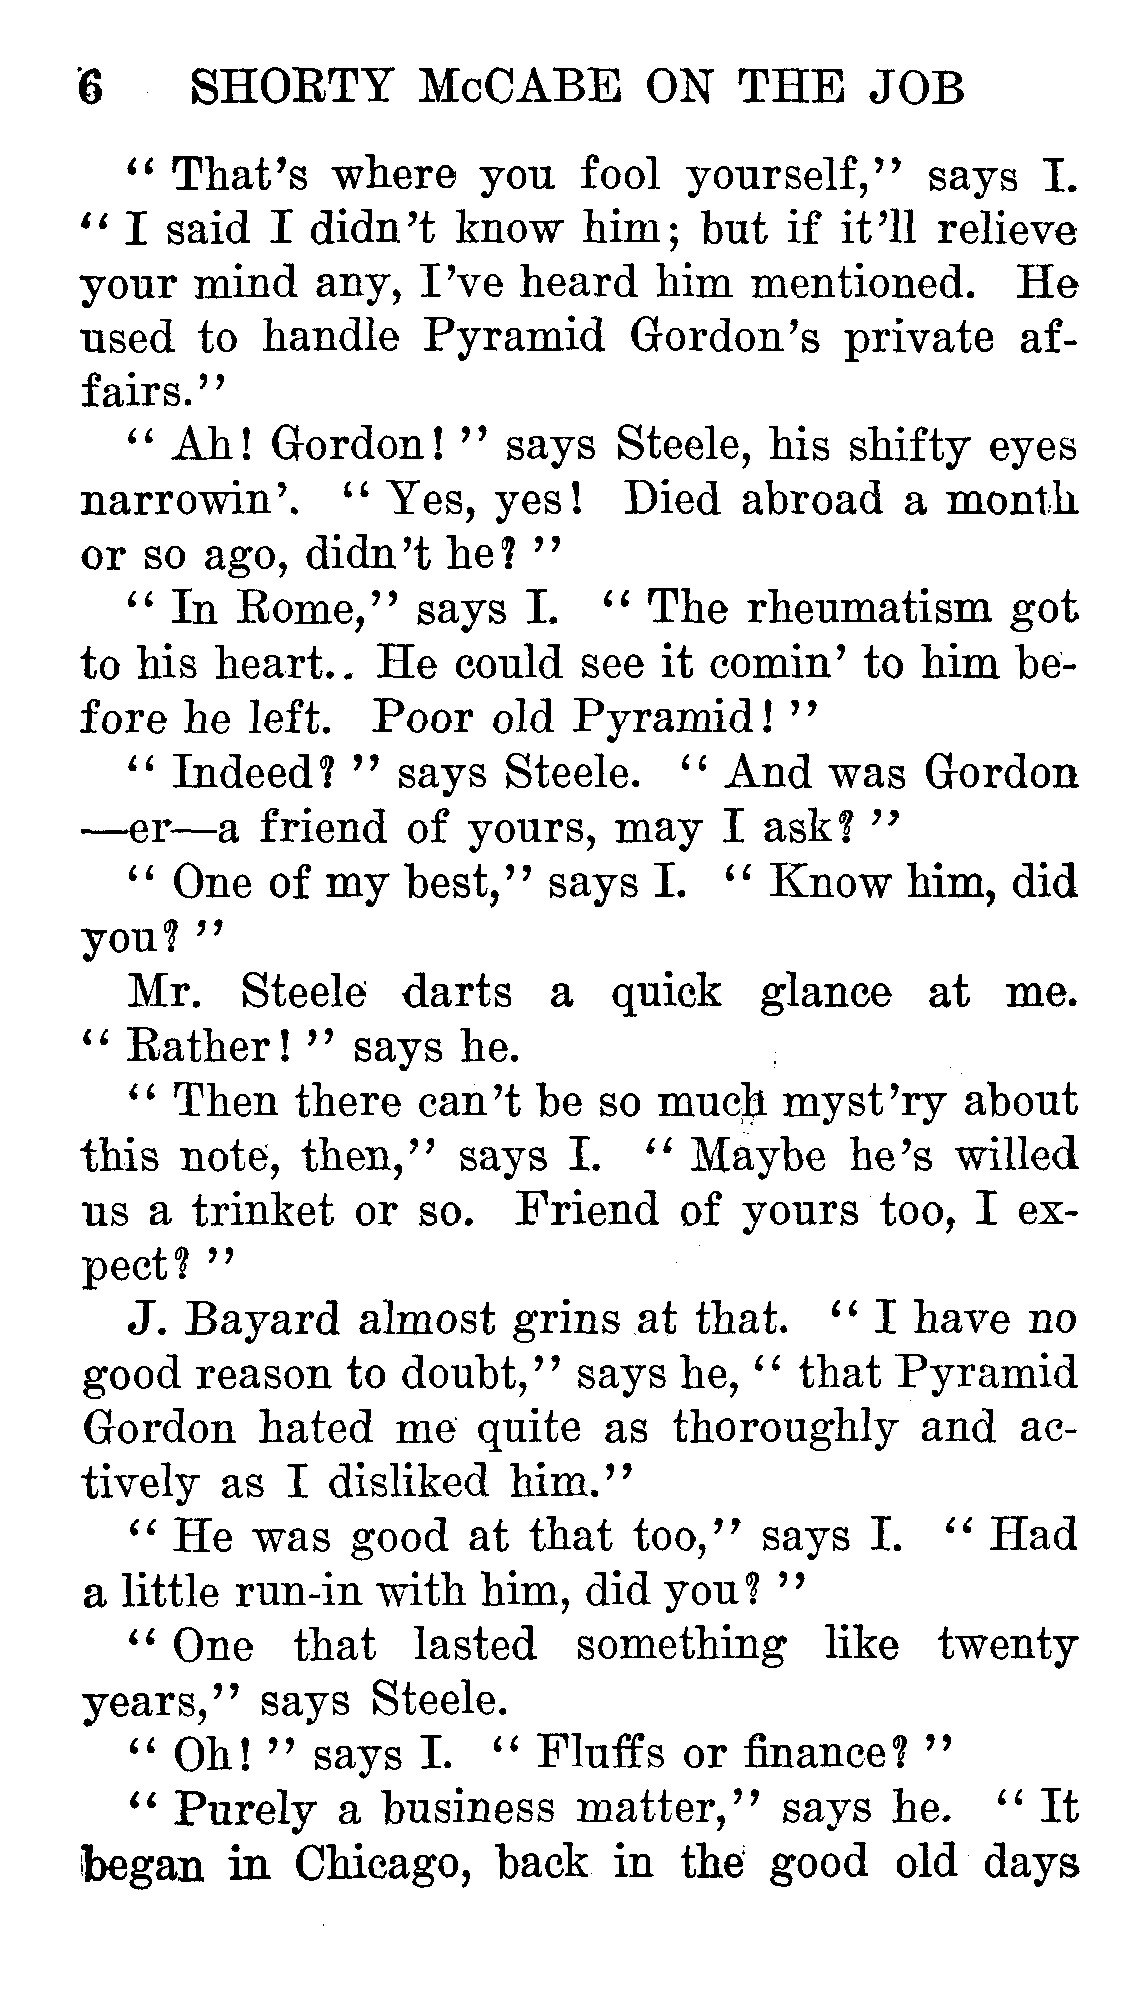 6 SHORTY McCABE ON THE JOB
“ That’s where you fool yourself,” says I.
“ I said I didn’t know him; but if it’ll relieve
your mind any, I’ve heard him mentioned. He
used to handle Pyramid Gordon’s private af-
fairs.”
“ Ah! Gordon! ” says Steele, his shifty eyes
narrowin’. “ Yes, yes! Died abroad a month
or so ago, didn’t he? ”
“ In Rome,” says I. “ The rheumatism got
to his heart.. He could see it comin’ to him be-
fore he left. Poor old Pyramid! ”
“ Indeed? ” says Steele. “ And was Gordon
—er—a friend of yours, may I ask? ”
“ One of my best,” says I. “ Know him, did
you? ”
Mr. Steele darts a quick glance at me.
“ Rather! ” says he.
“ Then there can’t be so much myst’ry about
this note, then,” says I. “ Maybe he’s willed
us a trinket or so. Friend of yours too, I ex-
pect? ”
J. Bayard almost grins at that. “ I have no
good reason to doubt,” says he, “ that Pyramid
Gordon hated me quite as thoroughly and ac-
tively as I disliked him.”
“ He was good at that too,” says I. “ Had
a little run-in with him, did you? ”
“ One that lasted something like twenty
years,” says Steele.
“ Oh! ” says I. “ Fluffs or finance? ”
“ Purely a business matter,” says he. “ It
began in Chicago, back in the good old days